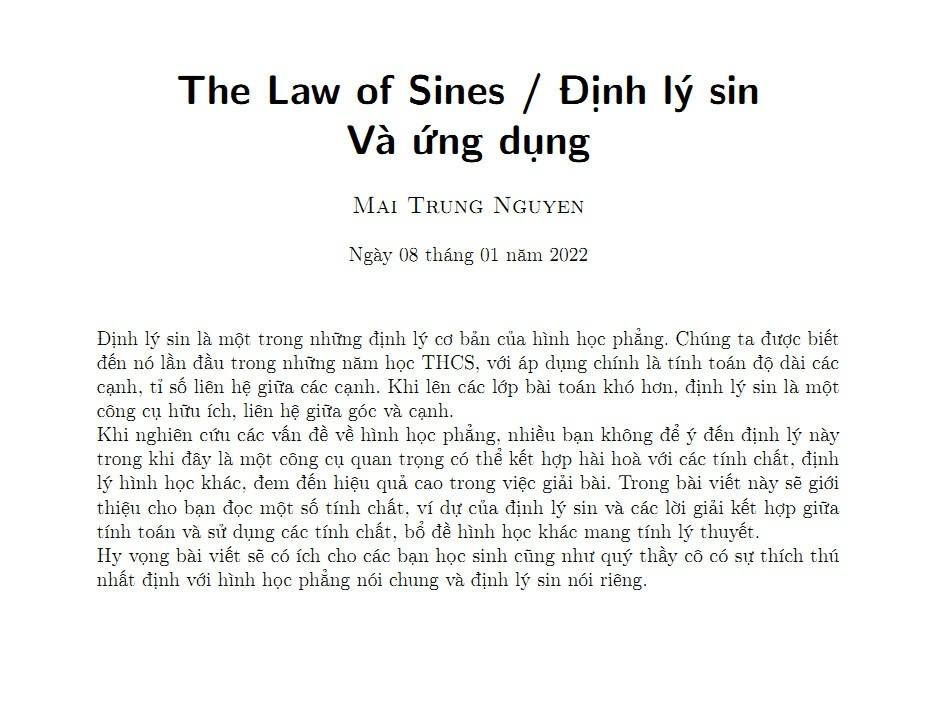 The Law of Sines / Định lý sin
Và ứng dụng
MAI TRUNG NGUYEN
Ngày 08 tháng 01 năm 2022
Định lý sin là một trong những định lý cơ bản của hình học phẳng. Chúng ta được biết
đến nó lần đầu trong những năm học THCS, với áp dụng chính là tính toán độ dài các
cạnh, tỉ số liên hệ giữa các cạnh. Khi lên các lớp bài toán khó hơn, định lý sin là một
công cụ hữu ích, liên hệ giữa góc và cạnh.
Khi nghiên cứu các vấn đề về hình học phẳng, nhiều bạn không để ý đến định lý này
trong khi đây là một công cụ quan trọng có thể kết hợp hài hoà với các tính chất, định
lý hình học khác, đem đến hiệu quả cao trong việc giải bài. Trong bài viết này sẽ giới
thiệu cho bạn đọc một số tính chất, ví dự của định lý sin và các lời giải kết hợp giữa
tính toán và sử dụng các tính chất, bổ đề hình học khác mang tính lý thuyết.
Hy vọng bài viết sẽ có ích cho các bạn học sinh cũng như quý thầy cô có sự thích thú
nhất định với hình học phẳng nói chung và định lý sin nói riêng.